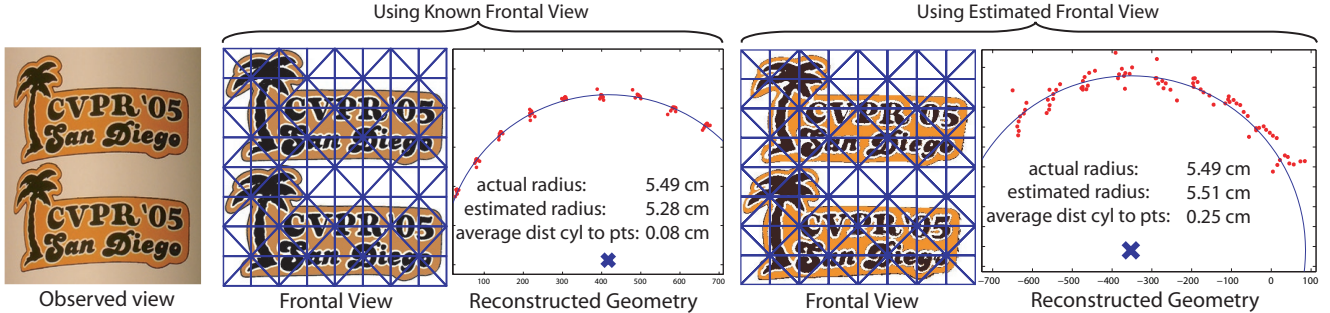 Using Known Frontal View
Using Estimated Frontal View
CVPR '05
San Diego
CVPR '05
San Diego
Observed view
CVPR '05
San Diego
CVPR '05
San Diego
Frontal View
actual radius: 5.49 cm
estimated radius: 5.28 cm
average dist cyl to pts: 0.08 cm
100 200 300 400 500 600 700
Reconstructed Geometry
CVPR '05
San Diego
CVPR '05
San Diego
Frontal View
actual radius: 5.49 cm
estimated radius: 5.51 cm
average dist cyl to pts: 0.25 cm
−700 −600 −500 −400 −300 −200 −100 0 100
Reconstructed Geometry